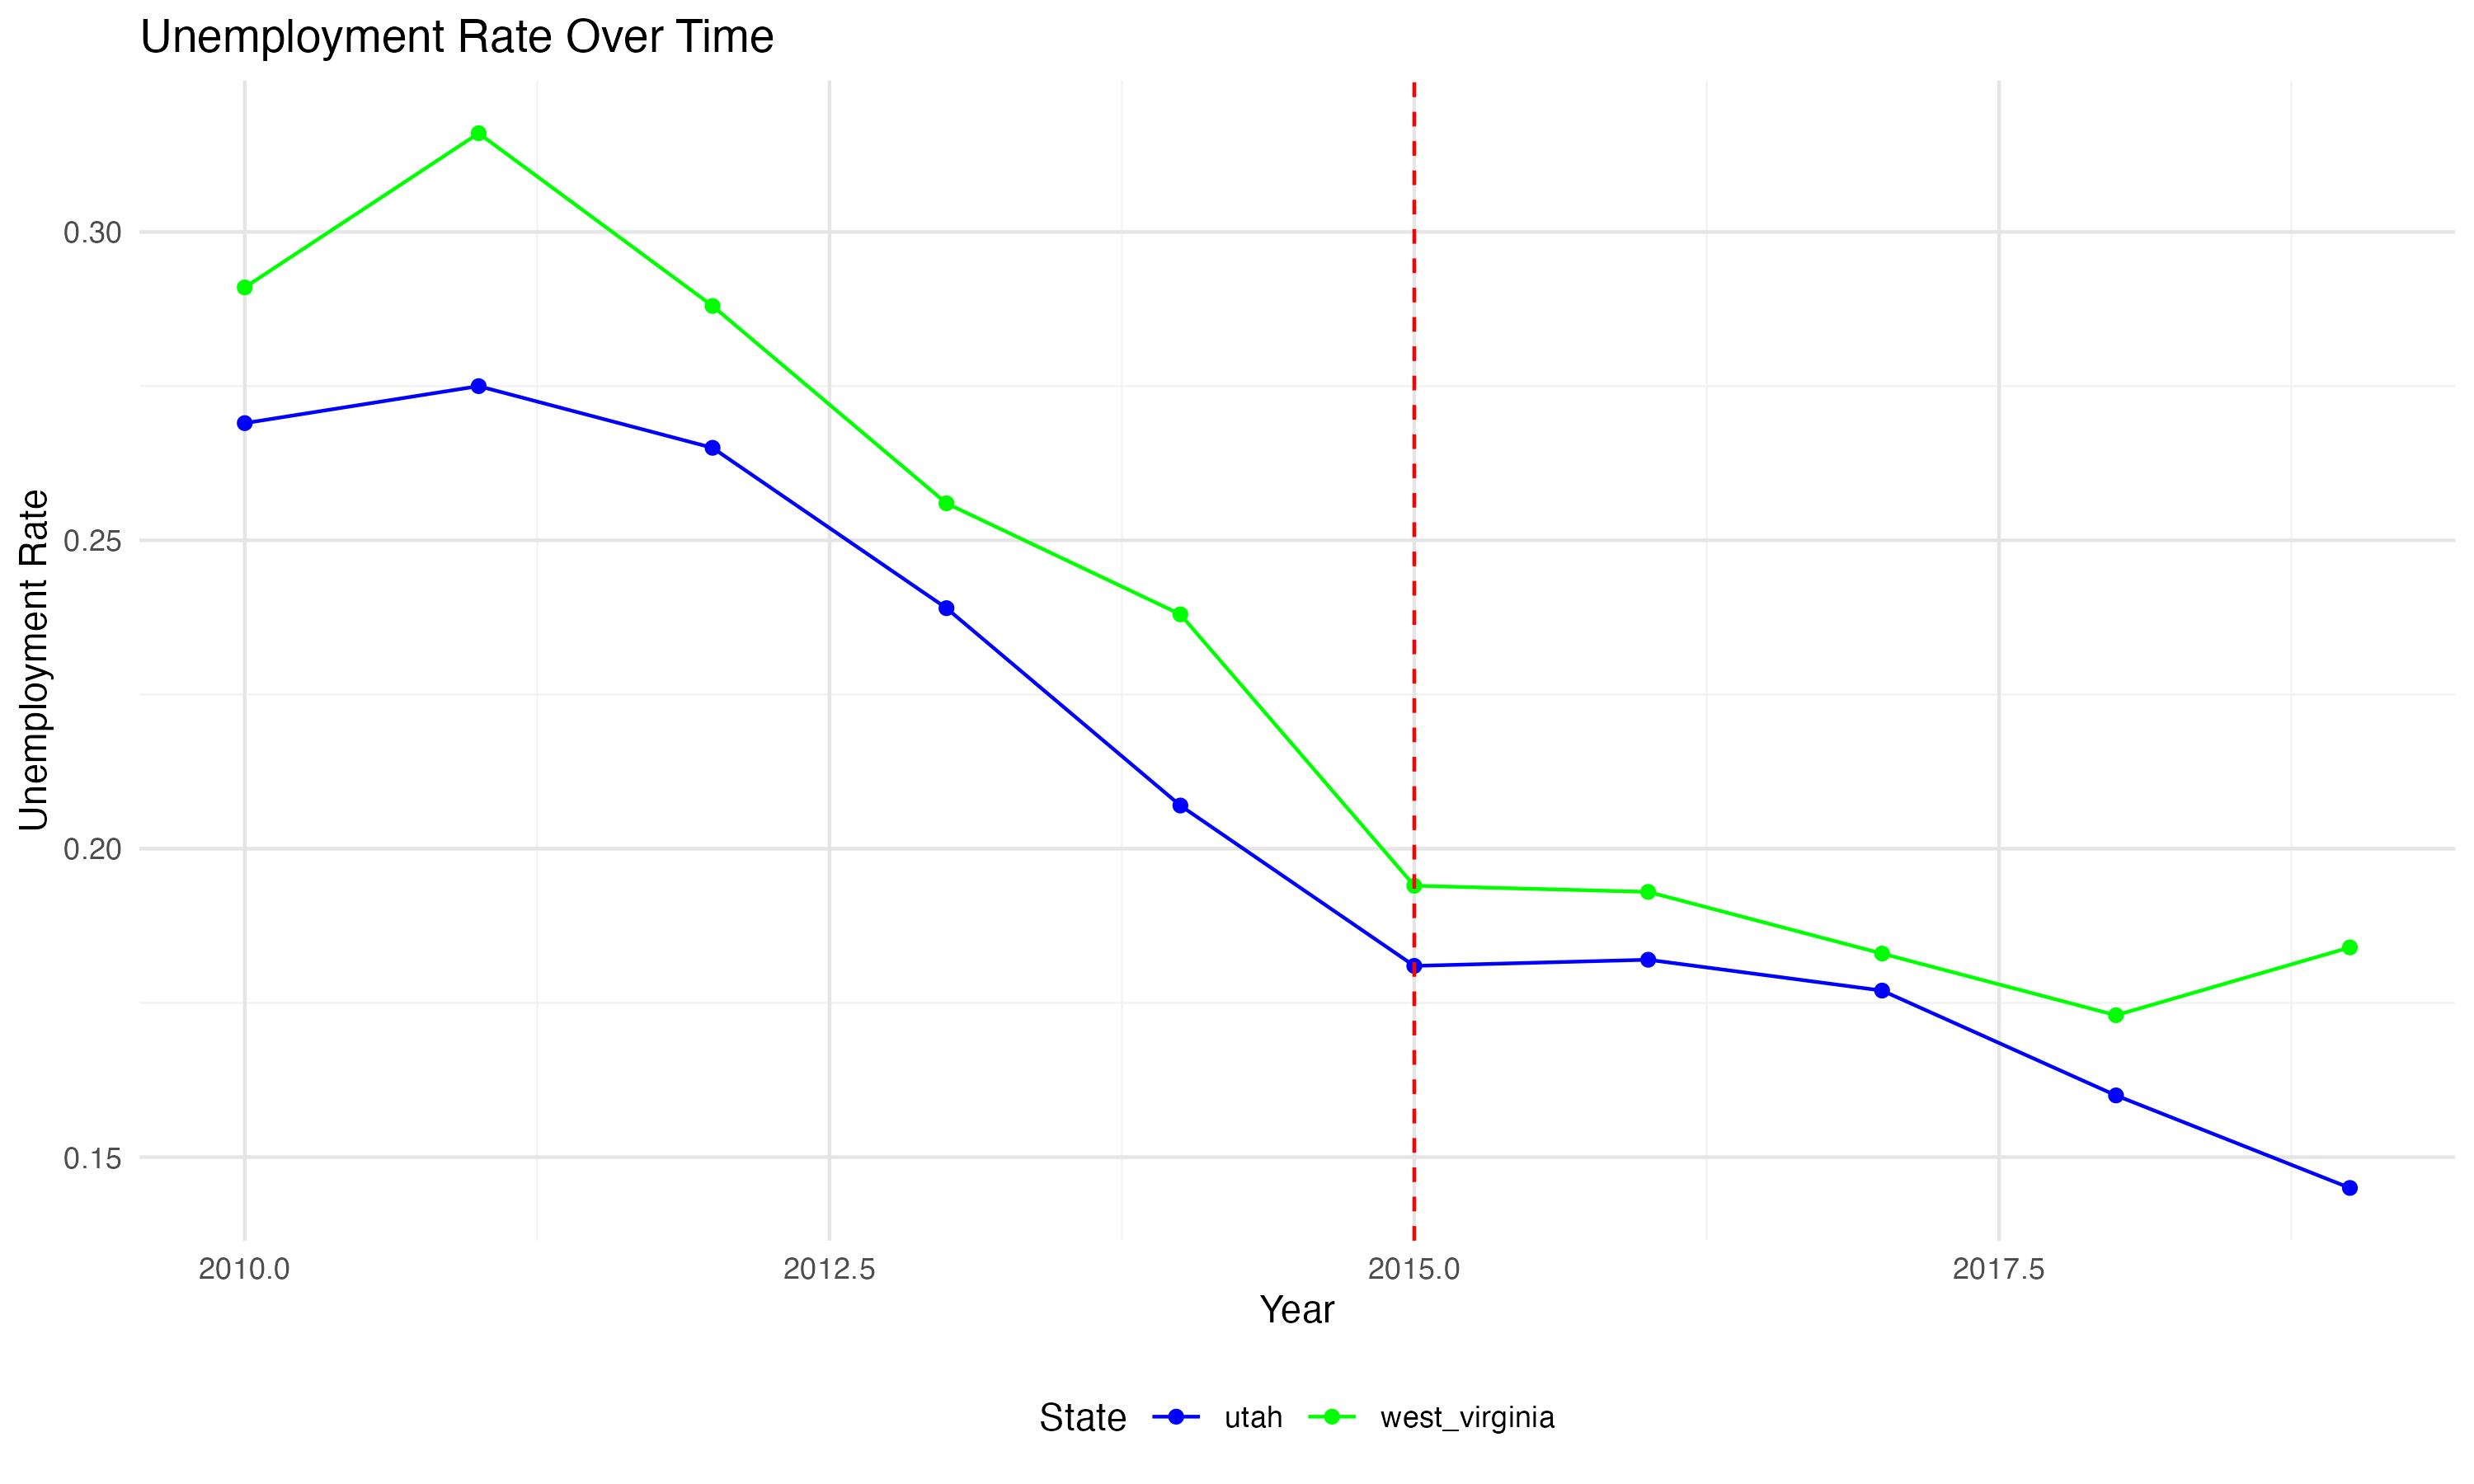 Unemployment Rate Over Time
Unemployment Rate
0.30
0.25
0.20
0.15
2010.0 2012.5 2015.0 2017.5
Year
State utah west_virginia